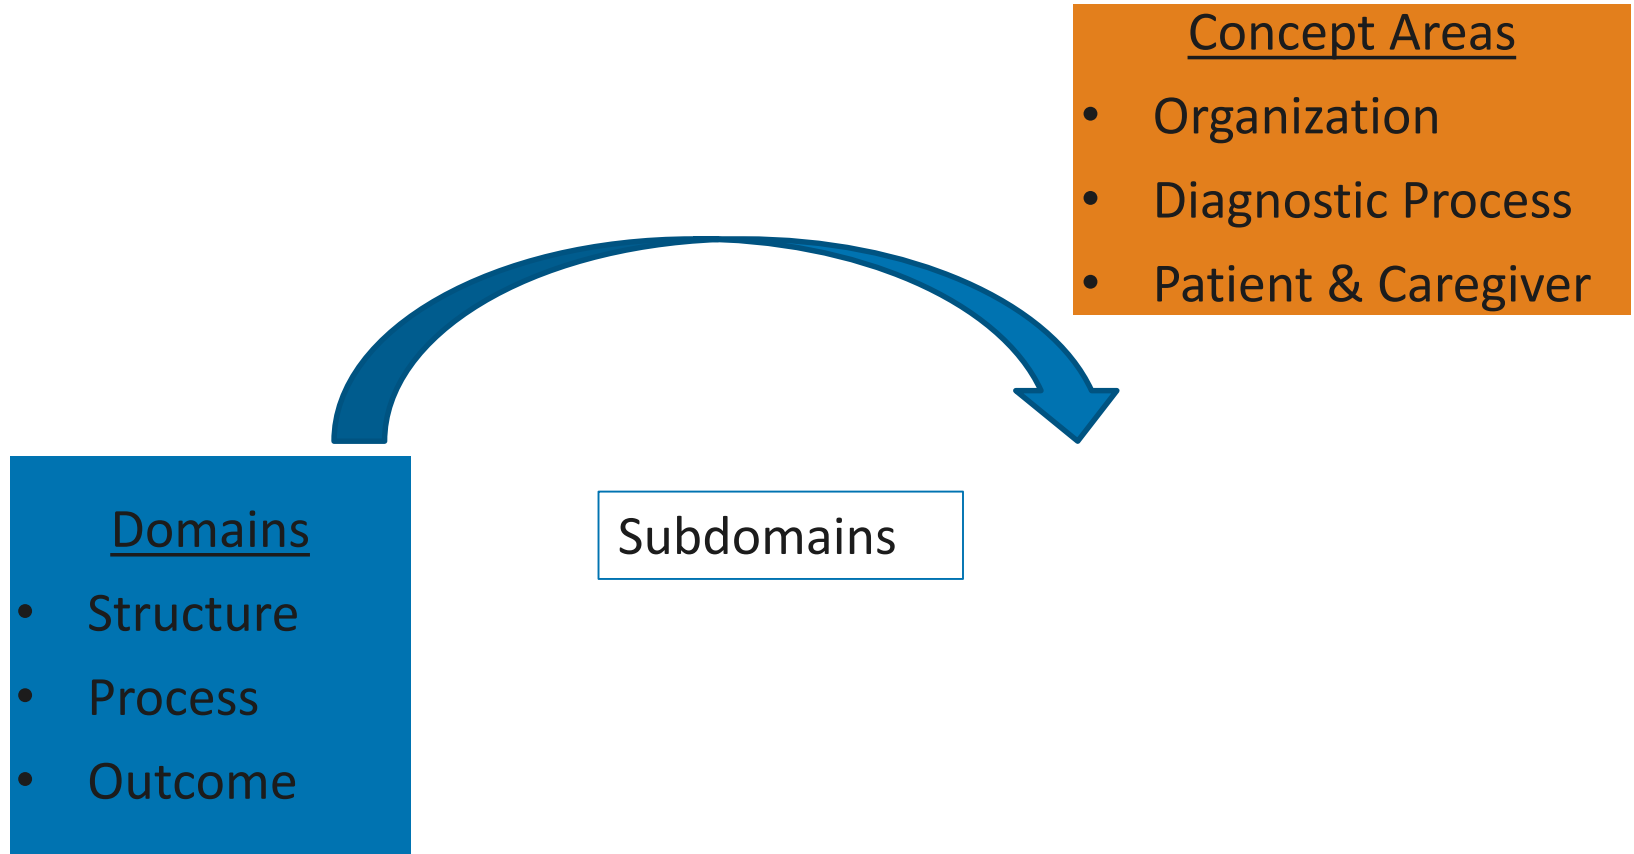 Concept Areas
• Organization
• Diagnostic Process
• Patient & Caregiver
Domains
• Structure
• Process
• Outcome
Subdomains